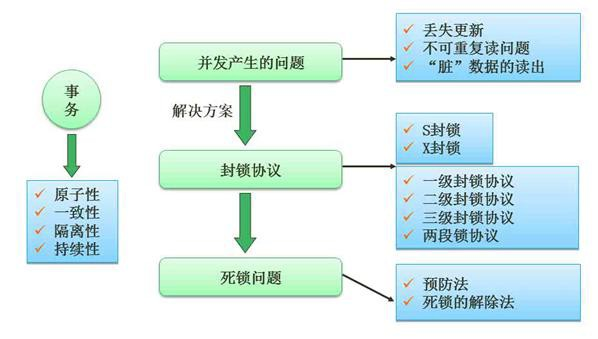 事
务
原子性
一致性
隔离性
持续性
并发产生的问题
丢失更新
不可重复读问题
“脏”数据的读出
解决方案
封锁协议
S封锁
X封锁
一级封锁协议
二级封锁协议
三级封锁协议
两段锁协议
死锁问题
预防法
死锁的解除法